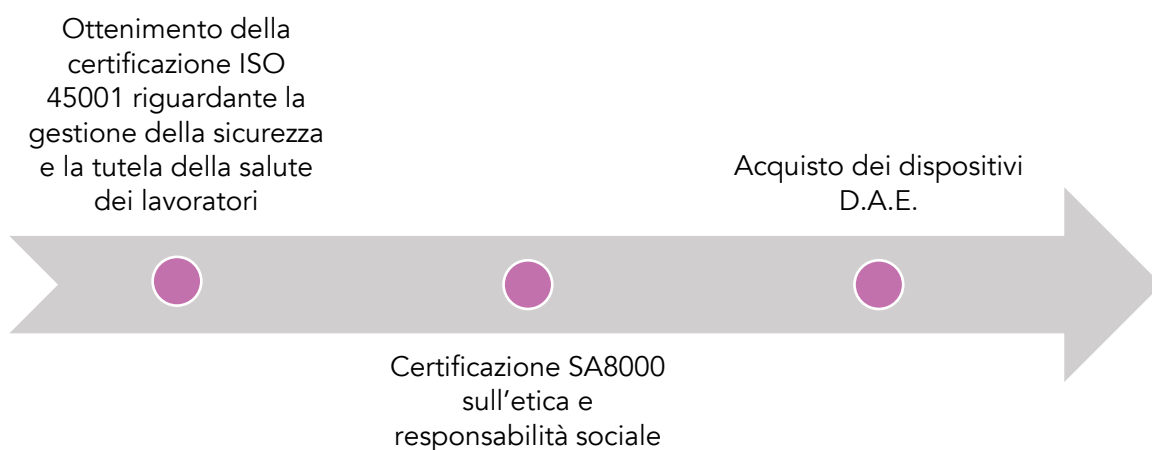 Ottenimento della
certificazione ISO
45001 riguardante la
gestione della sicurezza
e la tutela della salute
dei lavoratori
Certificazione SA8000
sull’etica e
responsabilità sociale
Acquisto dei dispositivi
D.A.E.